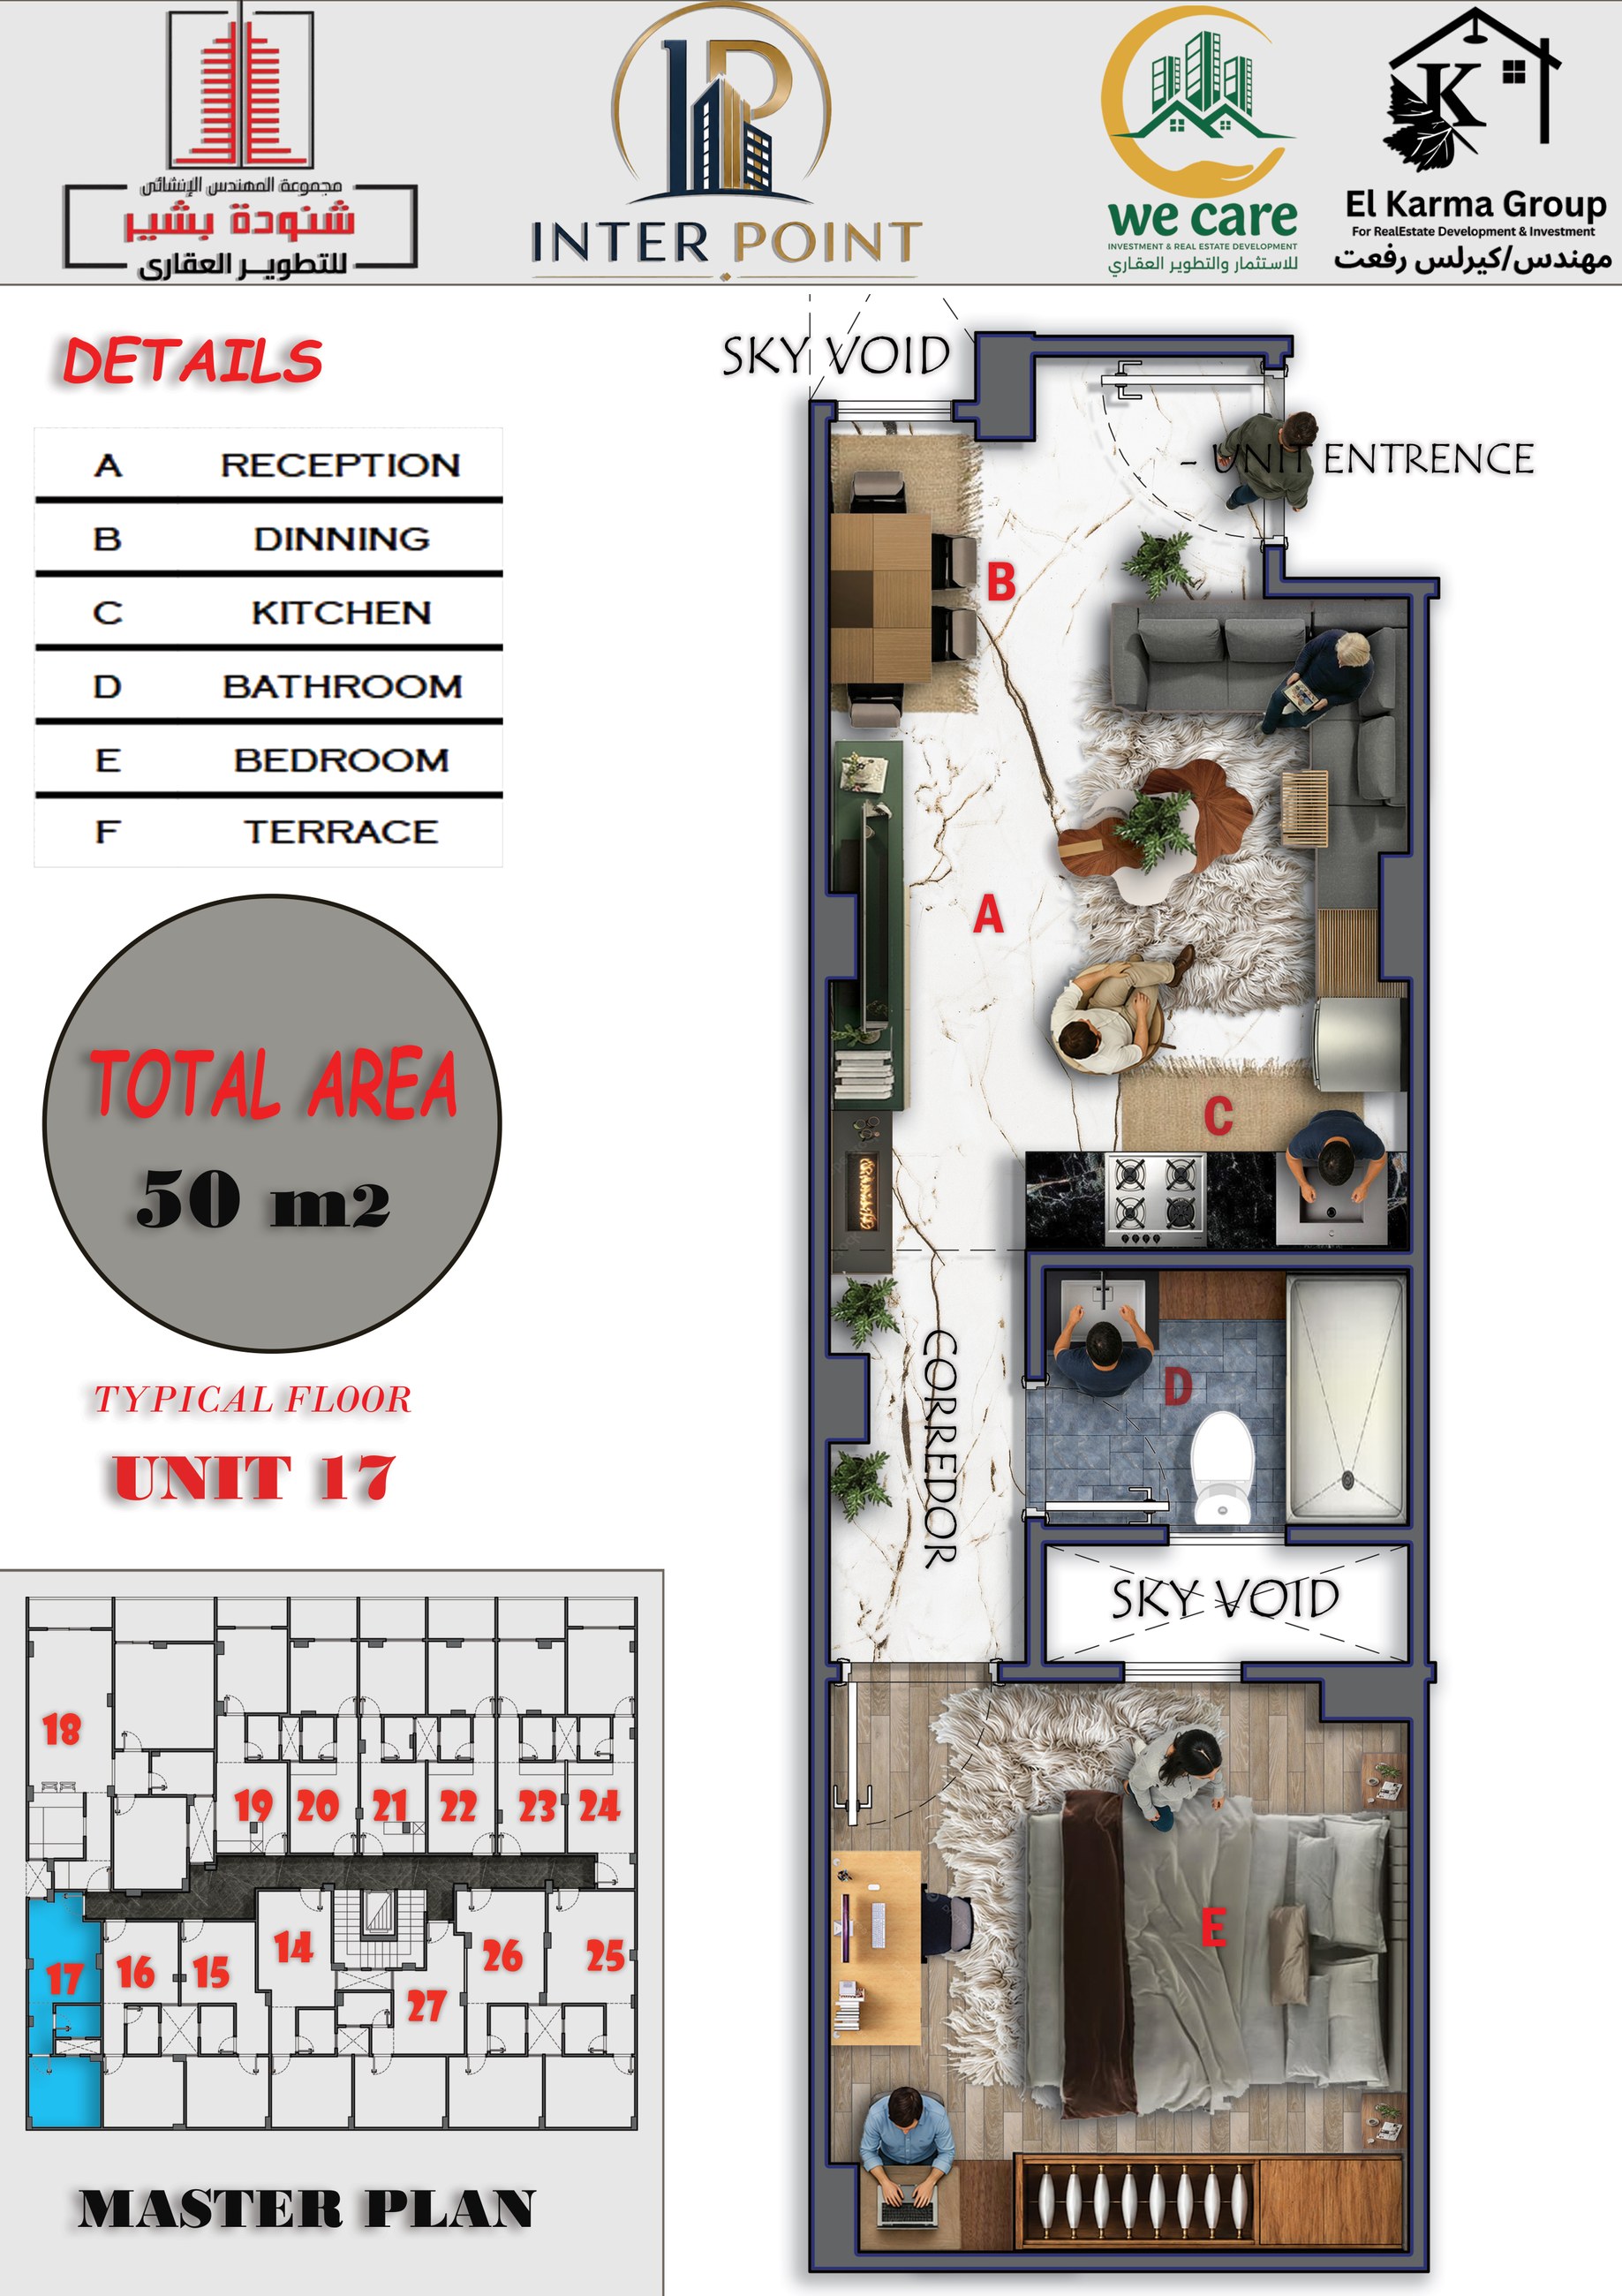 مجموعة المهندس الإنشائى
شنودة بشير
للتطوير العقارى
IP
INTER POINT
we care
INVESTMENT & REAL ESTATE DEVELOPMENT
للاستثمار والتطوير العقاري
K
El Karma Group
For RealEstate Development & Investment
مهندس/كيرلس رفعت
DETAILS
A RECEPTION
B DINNING
C KITCHEN
D BATHROOM
E BEDROOM
F TERRACE
TOTAL AREA
50 m2
TYPICAL FLOOR
UNIT 17
18
19 20 21 22 23 24
17 16 15 14 27 26 25
MASTER PLAN
SKY VOID
- UNIT ENTRENCE
B
A
C
D
CORREDOR
SKY VOID
E